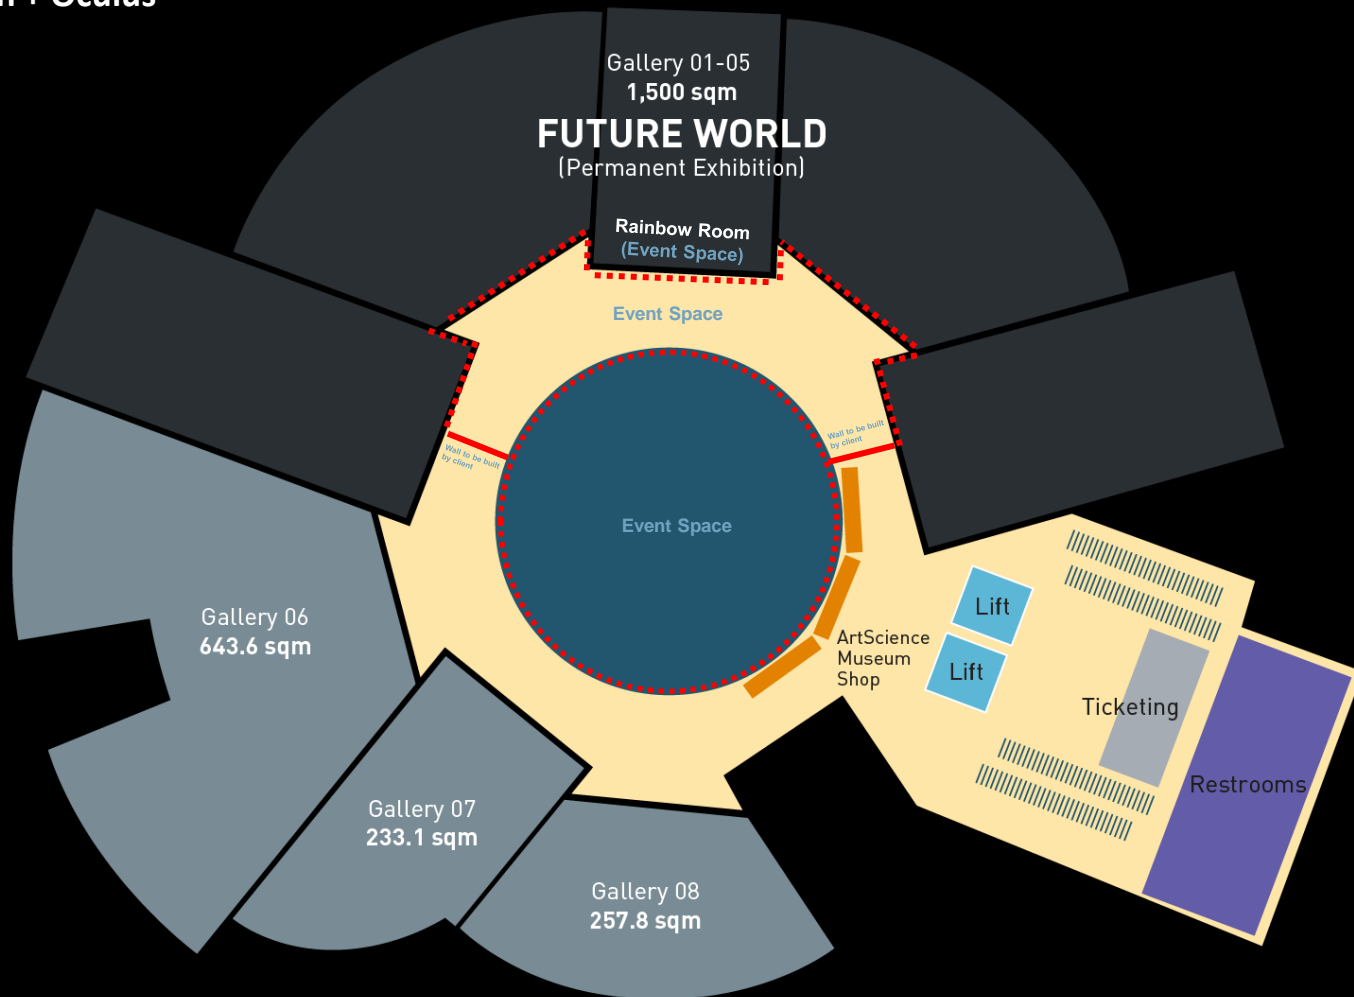 + Oculus
Gallery 01-05
1,500 sqm
FUTURE WORLD
(Permanent Exhibition)
Rainbow Room
(Event Space)
Event Space
Wall to be built
by client
Wall to be built
by client
Event Space
Lift
Lift
ArtScience
Museum
Shop
Ticketing
Restrooms
Gallery 06
643.6 sqm
Gallery 07
233.1 sqm
Gallery 08
257.8 sqm